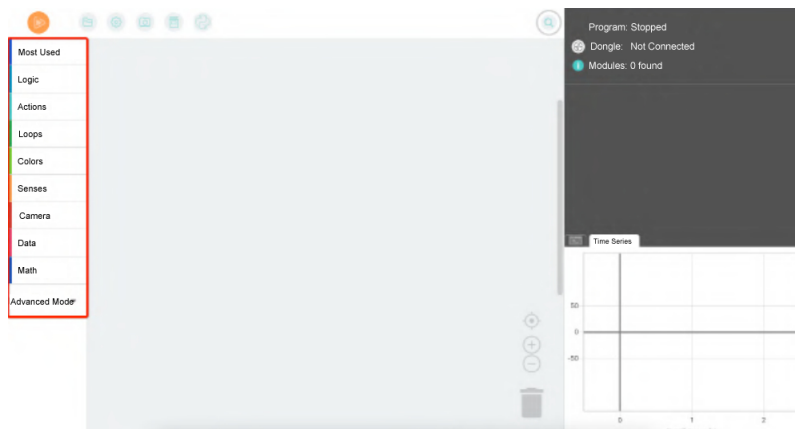 Most Used
Logic
Actions
Loops
Colors
Senses
Camera
Data
Math
Advanced Mode
Program: Stopped
Dongle: Not Connected
Modules: 0 found
Time Series
50
0
-50
0
1
2